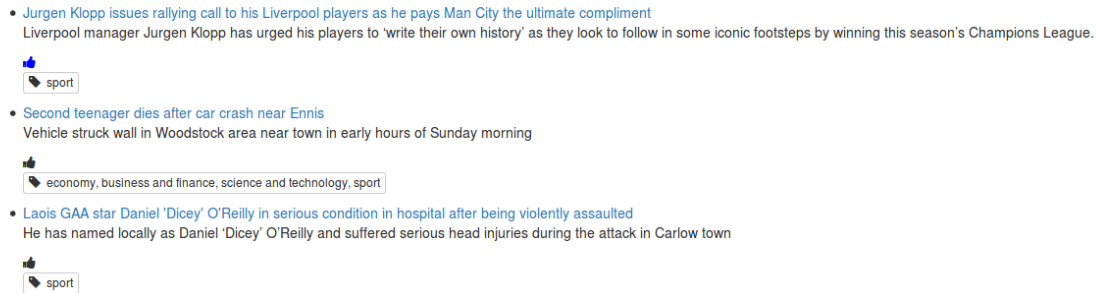 Jurgen Klopp issues rallying call to his Liverpool players as he pays Man City the ultimate compliment
Liverpool manager Jurgen Klopp has urged his players to ‘write their own history’ as they look to follow in some iconic footsteps by winning this season’s Champions League.
sport
Second teenager dies after car crash near Ennis
Vehicle struck wall in Woodstock area near town in early hours of Sunday morning
economy, business and finance, science and technology, sport
Laois GAA star Daniel 'Dicey' O'Reilly in serious condition in hospital after being violently assaulted
He has named locally as Daniel ‘Dicey’ O’Reilly and suffered serious head injuries during the attack in Carlow town
sport